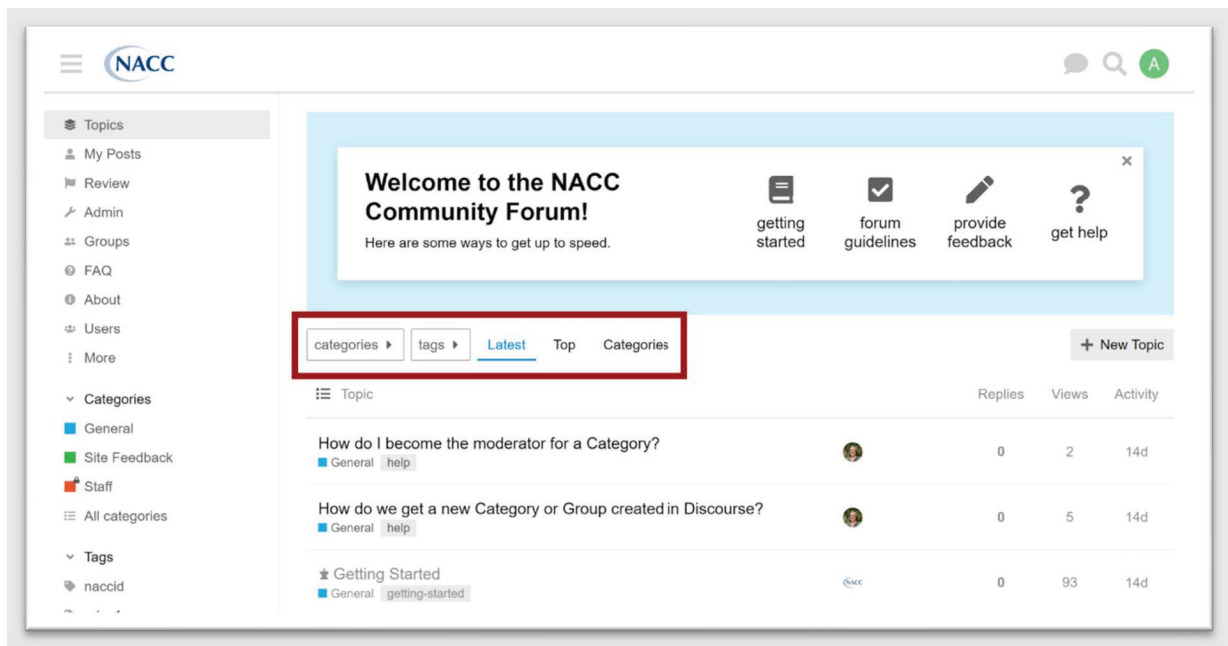 NACC
A
Topics
My Posts
Review
Admin
Groups
FAQ
About
Users
More
Categories
General
Site Feedback
Staff
All categories
Tags
naccid
Welcome to the NACC
Community Forum!
Here are some ways to get up to speed.
getting
started
forum
guidelines
provide
feedback
get help
categories tags Latest Top Categories
+ New Topic
Topic Replies Views Activity
How do I become the moderator for a Category?
General help
0 2 14d
How do we get a new Category or Group created in Discourse?
General help
0 5 14d
Getting Started
General getting-started
NACC
0 93 14d